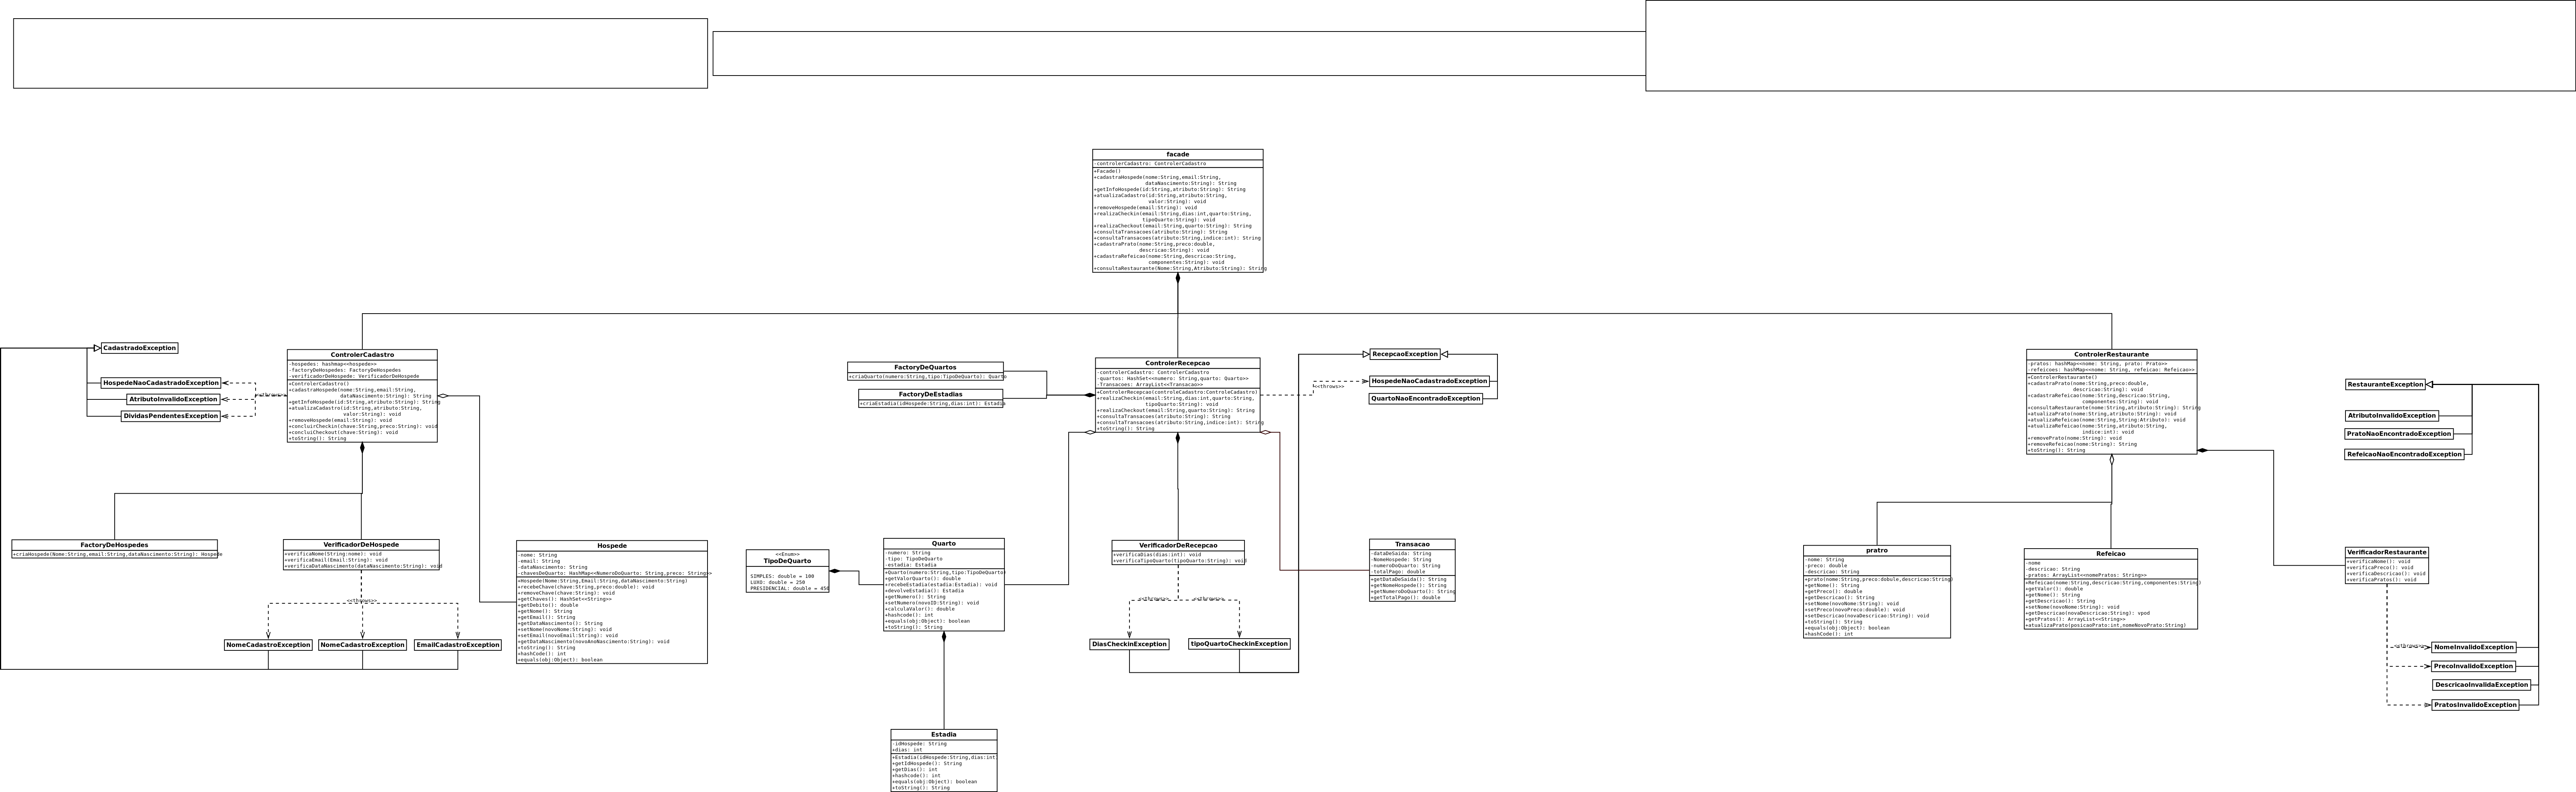 facade
-controlerCadastro: ControlerCadastro
+Facade()
+cadastraHospede(nome:String,email:String,
dataNascimento:String): String
+getInfoHospede(id:String,atributo:String): String
+atualizaCadastro(id:String,atributo:String,
valor:String): void
+removeHospede(email:String): void
+realizaCheckin(email:String,dias:int,quarto:String,
tipoQuarto:String): void
+realizaCheckout(email:String,quarto:String): String
+consultaTransacoes(atributo:String): String
+consultaTransacoes(atributo:String,indice:int): String
+cadastraPrato(nome:String,preco:double,
descricao:String): void
+cadastraRefeicao(nome:String,descricao:String,
componentes:String): void
+consultaRestaurante(Nome:String,Atributo:String): String
CadastradoException
HospedeNaoCadastradoException
AtributoInvalidoException
DividasPendentesException
<<throws>>
ControlerCadastro
-hospedes: hashmap<<hospede>>
-factoryDeHospedes: FactoryDeHospedes
-verificadorDeHospede: VerificadorDeHospede
+ControlerCadastro()
+cadastraHospede(nome:String,email:String,
dataNascimento:String): String
+getInfoHospede(id:String,atributo:String): String
+atualizaCadastro(id:String,atributo:String,
valor:String): void
+removeHospede(email:String): void
+concluirCheckin(chave:String,preco:String): void
+concluiCheckout(chave:String): void
+toString(): String
FactoryDeQuartos
+criaQuarto(numero:String,tipo:TipoDeQuarto): Quarto
FactoryDeEstadias
+criaEstadia(idHospede:String,dias:int): Estadia
ControlerRecepcao
-controlerCadastro: ControlerCadastro
-quartos: HashSet<<numero: String,quarto: Quarto>>
-Transacoes: ArrayList<<Transacao>>
+ControlerRecepcao(controleCadastro:ControleCadastro)
+realizaCheckin(email:String,dias:int,quarto:String,
tipoQuarto:String): void
+realizaCheckout(email:String,quarto:String): String
+consultaTransacoes(atributo:String): String
+consultaTransacoes(atributo:String,indice:int): String
+toString(): String
RecepcaoException
<<throws>>
HospedeNaoCadastradoException
QuartoNaoEncontradoException
ControlerRestaurante
-pratos: hashMap<<nome: String, prato: Prato>>
-refeicoes: hashMap<<nome: String, refeicao: Refeicao>>
+ControlerRestaurante()
+cadastraPrato(nome:String,preco:double,
descricao:String): void
+cadastraRefeicao(nome:String,descricao:String,
componentes:String): void
+consultaRestaurante(nome:String,atributo:String): String
+atualizaPrato(nome:String,atributo:String): void
+atualizaRefeicao(nome:String,String:Atributo): void
+atualizaRefeicao(nome:String,atributo:String,
indice:int): void
+removePrato(nome:String): void
+removeRefeicao(nome:String): String
+toString(): String
RestauranteException
AtributoInvalidoException
PratoNaoEncontradoException
RefeicaoNaoEncontradoException
FactoryDeHospedes
+criaHospede(Nome:String,email:String,dataNascimento:String): Hospede
VerificadorDeHospede
+verificaNome(String:nome): void
+verificaEmail(Email:String): void
+verificaDataNascimento(dataNascimento:String): void
<<throws>>
NomeCadastroException
NomeCadastroException
EmailCadastroException
Hospede
-nome: String
-email: String
-dataNascimento: String
-chavesDeQuarto: HashMap<<NumeroDoQuarto: String,preco: String>>
+Hospede(Nome:String,Email:String,dataNascimento:String)
+recebeChave(chave:String,preco:double): void
+removeChave(chave:String): void
+getChaves(): HashSet<<String>>
+getDebito(): double
+getNome(): String
+getEmail(): String
+getDataNascimento(): String
+setNome(novoNome:String): void
+setEmail(novoEmail:String): void
+getDataNascimento(novaAnoNascimento:String): void
+toString(): String
+hashCode(): int
+equals(obj:Object): boolean
<<Enum>>
TipoDeQuarto
SIMPLES: double = 100
LUXO: double = 250
PRESIDENCIAL: double = 450
Quarto
-numero: String
-tipo: TipoDeQuarto
-estadia: Estadia
+Quarto(numero:String,tipo:TipoDeQuarto)
+getValorQuarto(): double
+recebeEstadia(estadia:Estadia): void
+devolveEstadia(): Estadia
+getNumero(): String
+setNumero(novoID:String): void
+calculaValor(): double
+hashcode(): int
+equals(obj:Object): boolean
+toString(): String
VerificadorDeRecepcao
+verificaDias(dias:int): void
+verificaTipoQuarto(tipoQuarto:String): void
<<throws>>
<<throws>>
DiasCheckinException
tipoQuartoCheckinException
Transacao
-dataDeSaida: String
-NomeHospede: String
-numeroDoQuarto: String
-totalPago: double
+getDataDeSaida(): String
+getNomeHospede(): String
+getNumeroDoQuarto: String
+getTotalPago(): double
pratro
-nome: String
-preco: double
-descricao: String
+prato(nome:String,preco:dobule,descricao:String)
+getNome(): String
+getPreco(): double
+getDescricao(): String
+setNome(novoNome:String): void
+setPreco(novoPreco:double): void
+setDescricao(novaDescricao:String): void
+toString(): String
+equals(obj:Object): boolean
+hashCode(): int
Refeicao
-nome
-descricao: String
-pratos: ArrayList<<nomePratos: String>>
+Refeicao(nome:String,descricao:String,componentes:String)
+getValor(): double
+getNome(): String
+getDescricao(): String
+setNome(novoNome:String): void
+getDescricao(novaDescricao:String): vpod
+getPratos(): ArrayList<<String>>
+atualizaPrato(posicaoPrato:int,nomeNovoPrato:String)
VerificadorRestaurante
+verificaNome(): void
+verificaPreco(): void
+verificaDescricao(): void
+verificaPratos(): void
<<throws>>
NomeInvalidoException
PrecoInvalidoException
DescricaoInvalidaException
PratosInvalidoException
Estadia
-idHospede: String
+dias: int
+Estadia(idHospede:String,dias:int)
+getIdHospede(): String
+getDias(): int
+hashcode(): int
+equals(obj:Object): boolean
+toString(): String